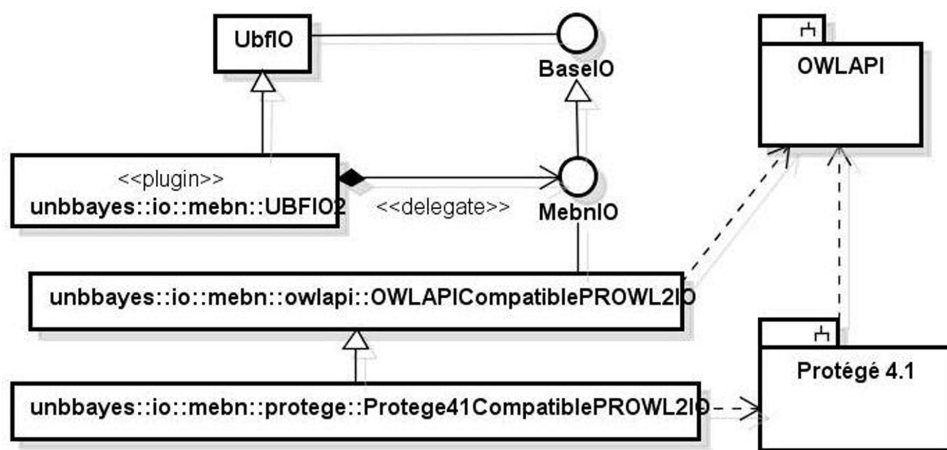 UbfIO
BaseIO
OWLAPI
<<plugin>>
unbbayes::io::mebn::UBFIO2
<<delegate>>
MebnIO
unbbayes::io::mebn::owlapi::OWLAPICompatiblePROWL2IO
Protégé 4.1
unbbayes::io::mebn::protege::Protege41CompatiblePROWL2IO